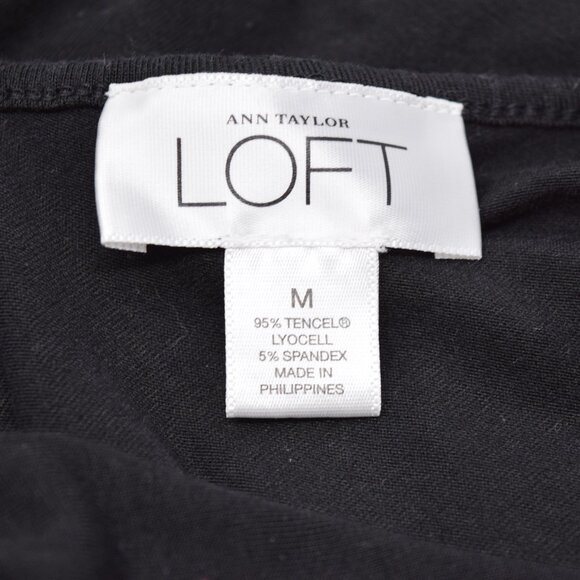 ANN TAYLOR
LOFT
M
95% TENCEL®
LYOCELL
5% SPANDEX
MADE IN
PHILIPPINES